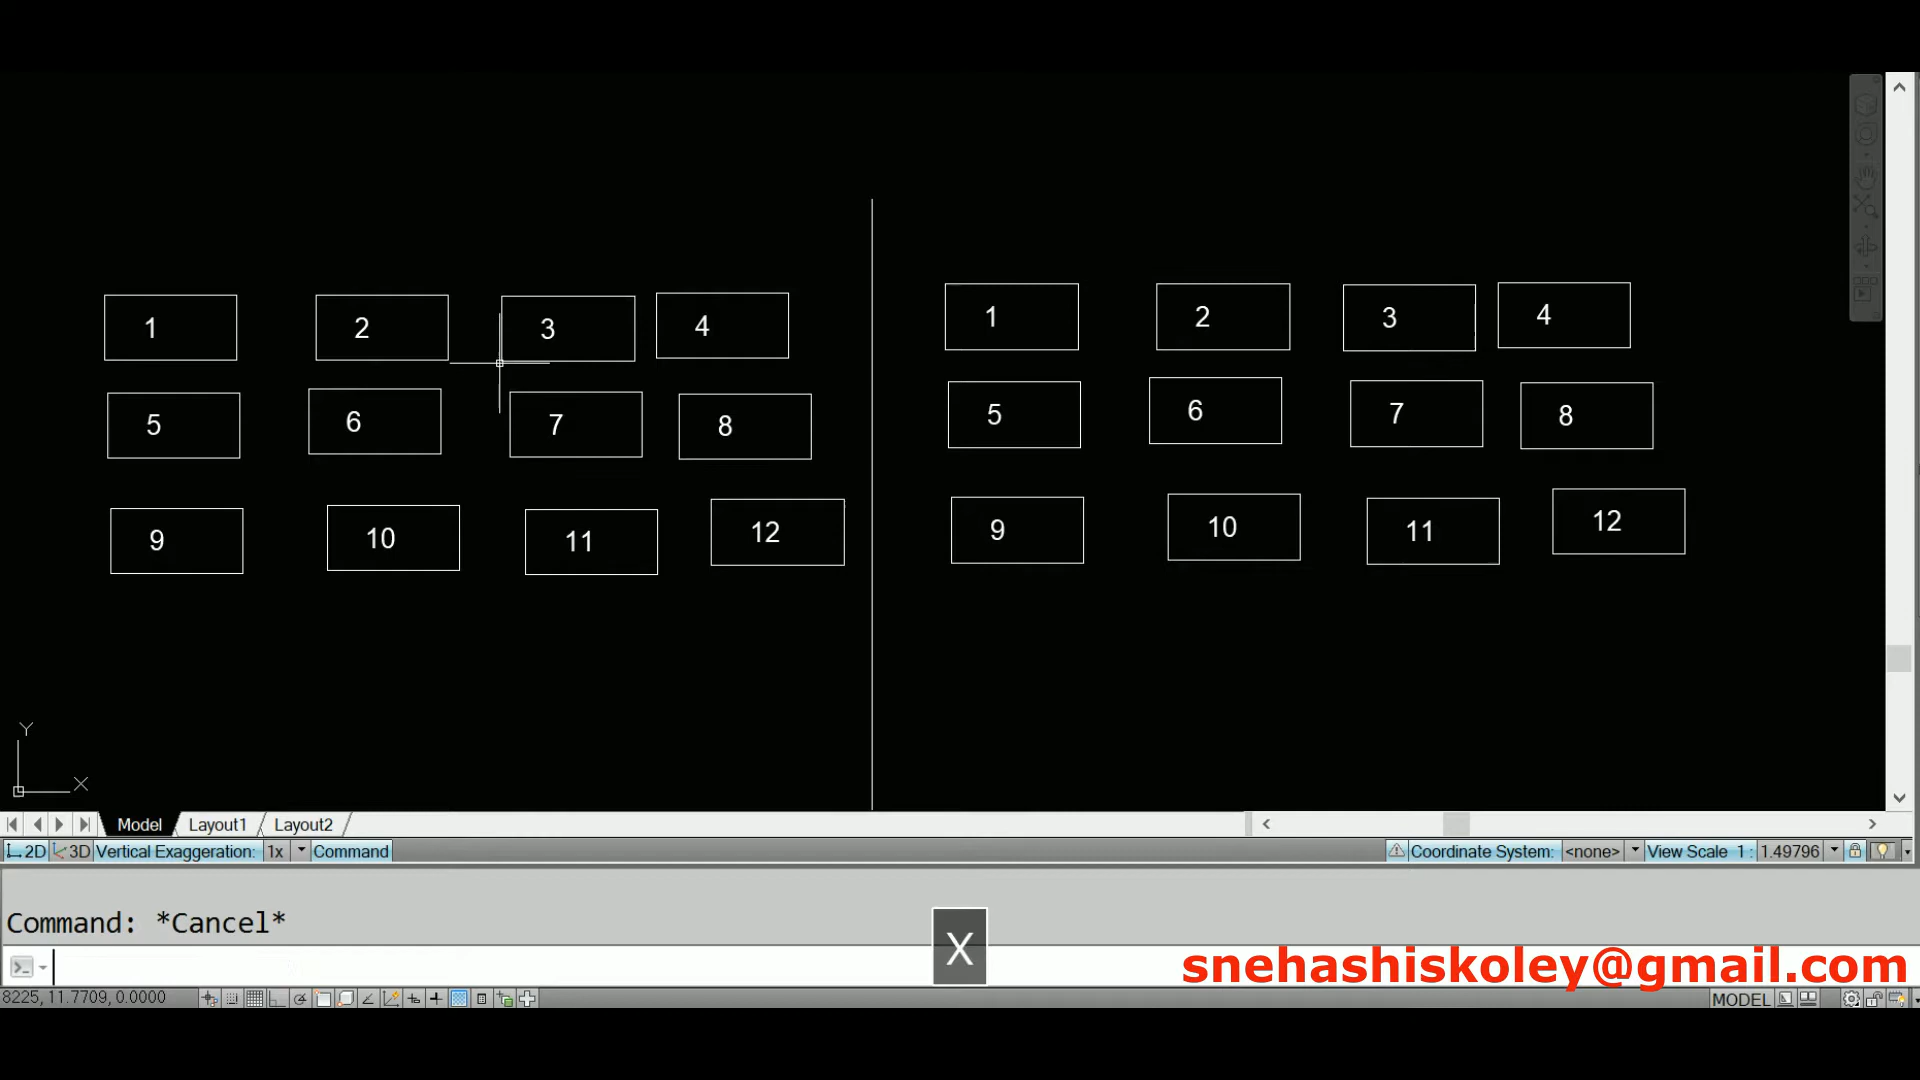 1 2 3 4 1 2 3 4
5 6 7 8 5 6 7 8
9 10 11 12 9 10 11 12
Y
X
Model Layout1 Layout2
2D 3D Vertical Exaggeration: 1x Command Coordinate System: <none> View Scale 1 : 1.49796
Command: *Cancel*
X
snehashiskoley@gmail.com
8225, 11.7709, 0.0000 MODEL